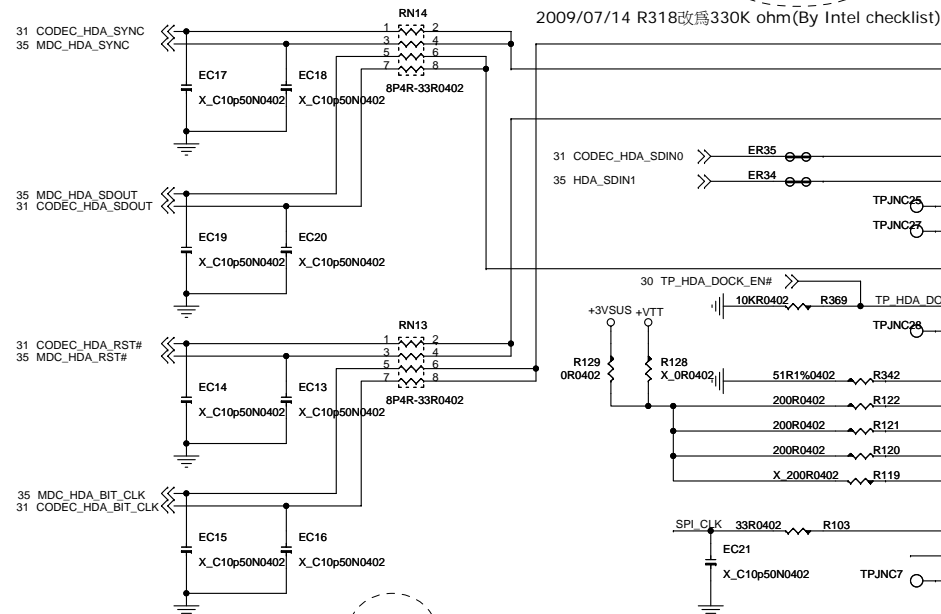 2009/07/14 R318改爲330K ohm(By Intel checklist)
RN14
31 CODEC_HDA_SYNC
35 MDC_HDA_SYNC
1 2
3 4
5 6
7 8
8P4R-33R0402
EC17
X_C10p50N0402
EC18
X_C10p50N0402
31 CODEC_HDA_SDIN0
ER35
35 HDA_SDIN1
ER34
35 MDC_HDA_SDOUT
31 CODEC_HDA_SDOUT
TPJNC25
TPJNC27
EC19
X_C10p50N0402
EC20
X_C10p50N0402
30 TP_HDA_DOCK_EN#
10KR0402
R369
TP_HDA_DO
+3VSUS
+VTT
TPJNC28
RN13
31 CODEC_HDA_RST#
35 MDC_HDA_RST#
1 2
3 4
5 6
7 8
8P4R-33R0402
R129
0R0402
R128
X_0R0402
51R1%0402
R342
EC14
X_C10p50N0402
EC13
X_C10p50N0402
200R0402
R122
200R0402
R121
200R0402
R120
X_200R0402
R119
35 MDC_HDA_BIT_CLK
31 CODEC_HDA_BIT_CLK
SPI_CLK
33R0402
R103
EC15
X_C10p50N0402
EC16
X_C10p50N0402
EC21
X_C10p50N0402
TPJNC7